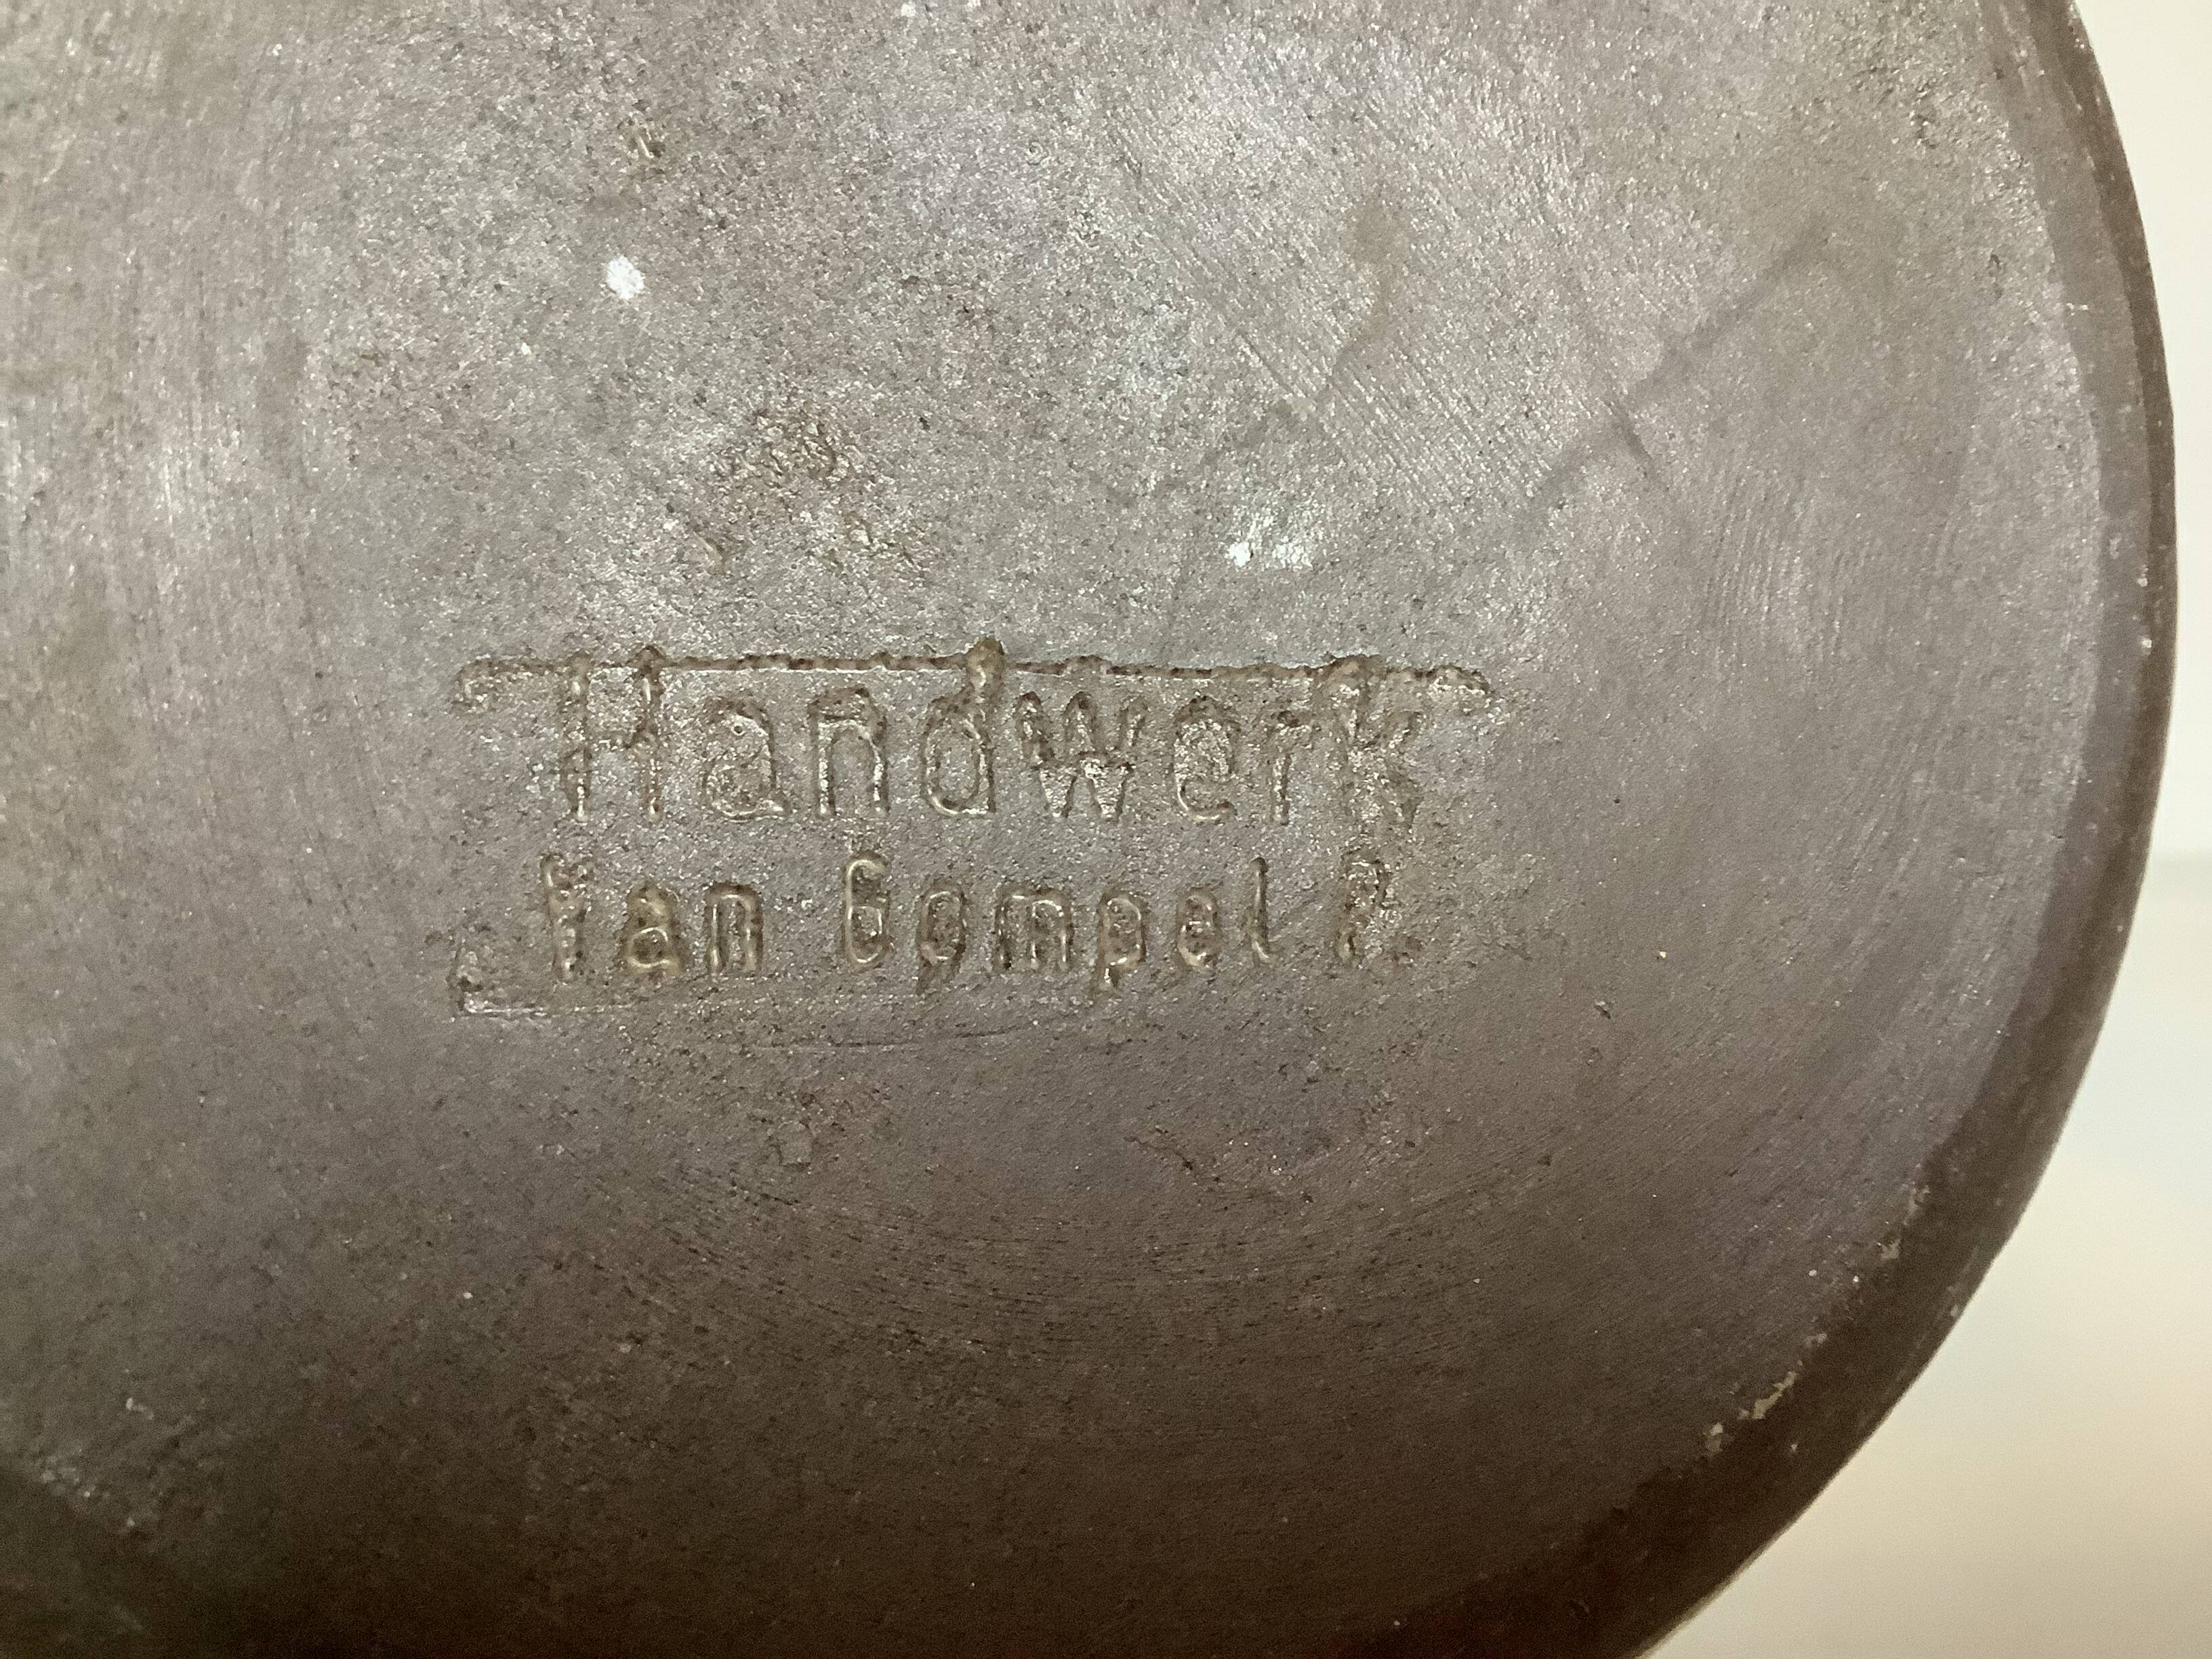 Handwerk
Van Gompel R.